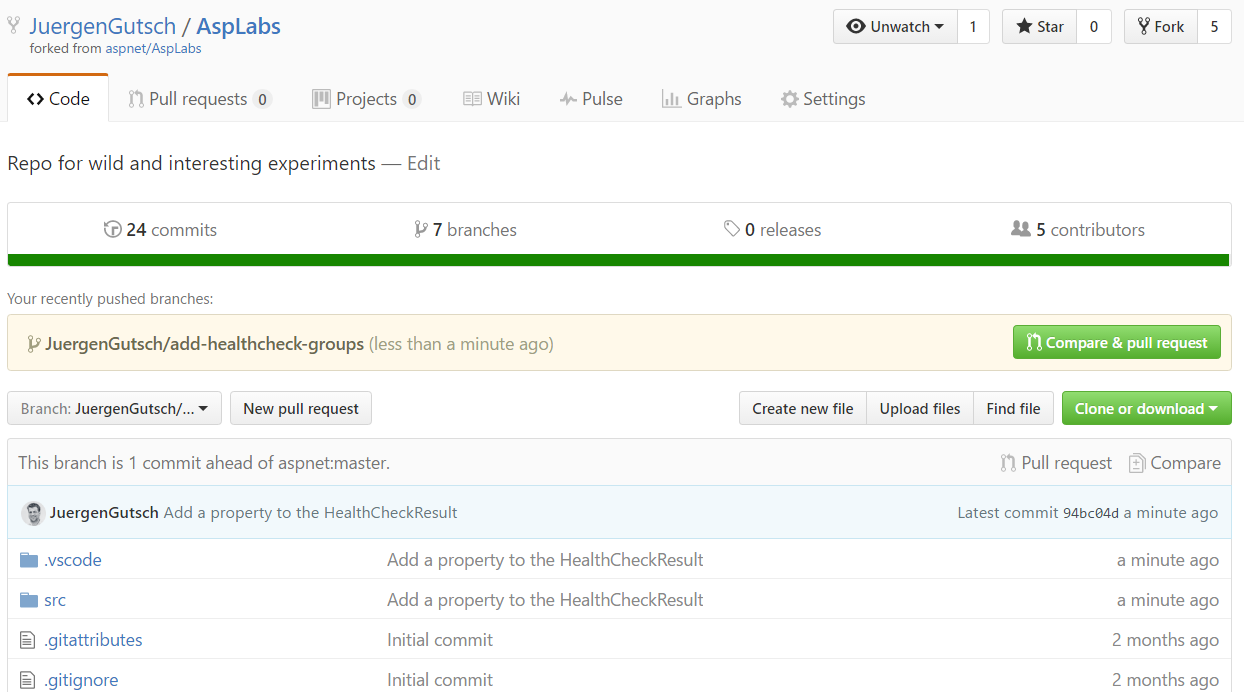 JuergenGutsch / AspLabs
forked from aspnet/AspLabs
Unwatch 1 Star 0 Fork 5
Code Pull requests 0 Projects 0 Wiki Pulse Graphs Settings
Repo for wild and interesting experiments — Edit
24 commits 7 branches 0 releases 5 contributors
Your recently pushed branches:
JuergenGutsch/add-healthcheck-groups (less than a minute ago) Compare & pull request
Branch: JuergenGutsch/... New pull request Create new file Upload files Find file Clone or download
This branch is 1 commit ahead of aspnet:master. Pull request Compare
JuergenGutsch Add a property to the HealthCheckResult Latest commit 94bc04d a minute ago
.vscode Add a property to the HealthCheckResult a minute ago
src Add a property to the HealthCheckResult a minute ago
.gitattributes Initial commit 2 months ago
.gitignore Initial commit 2 months ago